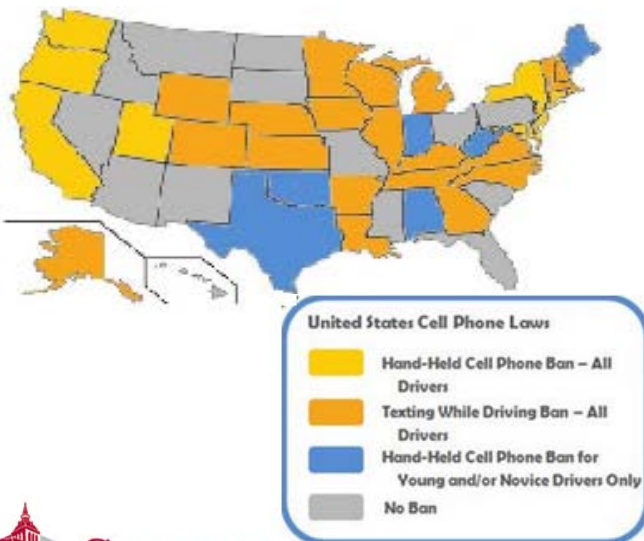 United States Cell Phone Laws
Hand-Held Cell Phone Ban – All
Drivers
Texting While Driving Ban – All
Drivers
Hand-Held Cell Phone Ban for
Young and/or Novice Drivers Only
No Ban